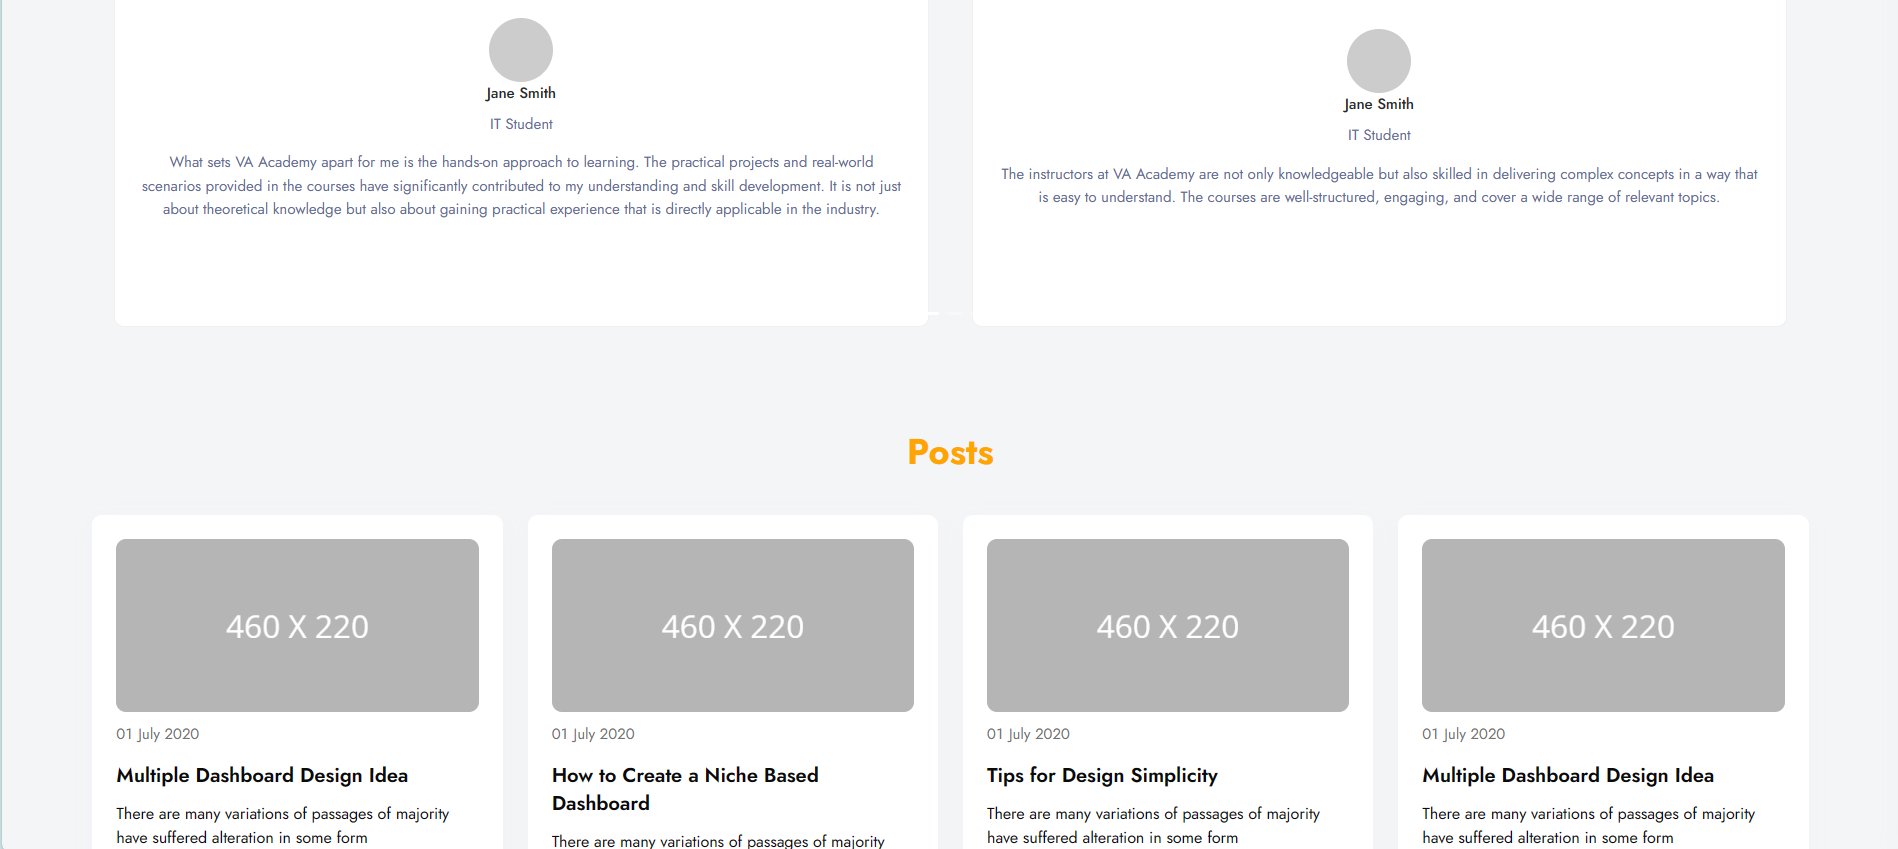 Jane Smith
IT Student
What sets VA Academy apart for me is the hands-on approach to learning. The practical projects and real-world
scenarios provided in the courses have significantly contributed to my understanding and skill development. It is not just
about theoretical knowledge but also about gaining practical experience that is directly applicable in the industry.
Jane Smith
IT Student
The instructors at VA Academy are not only knowledgeable but also skilled in delivering complex concepts in a way that
is easy to understand. The courses are well-structured, engaging, and cover a wide range of relevant topics.
Posts
460 X 220
01 July 2020
Multiple Dashboard Design Idea
There are many variations of passages of majority
have suffered alteration in some form
460 X 220
01 July 2020
How to Create a Niche Based
Dashboard
There are many variations of passages of majority
460 X 220
01 July 2020
Tips for Design Simplicity
There are many variations of passages of majority
have suffered alteration in some form
460 X 220
01 July 2020
Multiple Dashboard Design Idea
There are many variations of passages of majority
have suffered alteration in some form